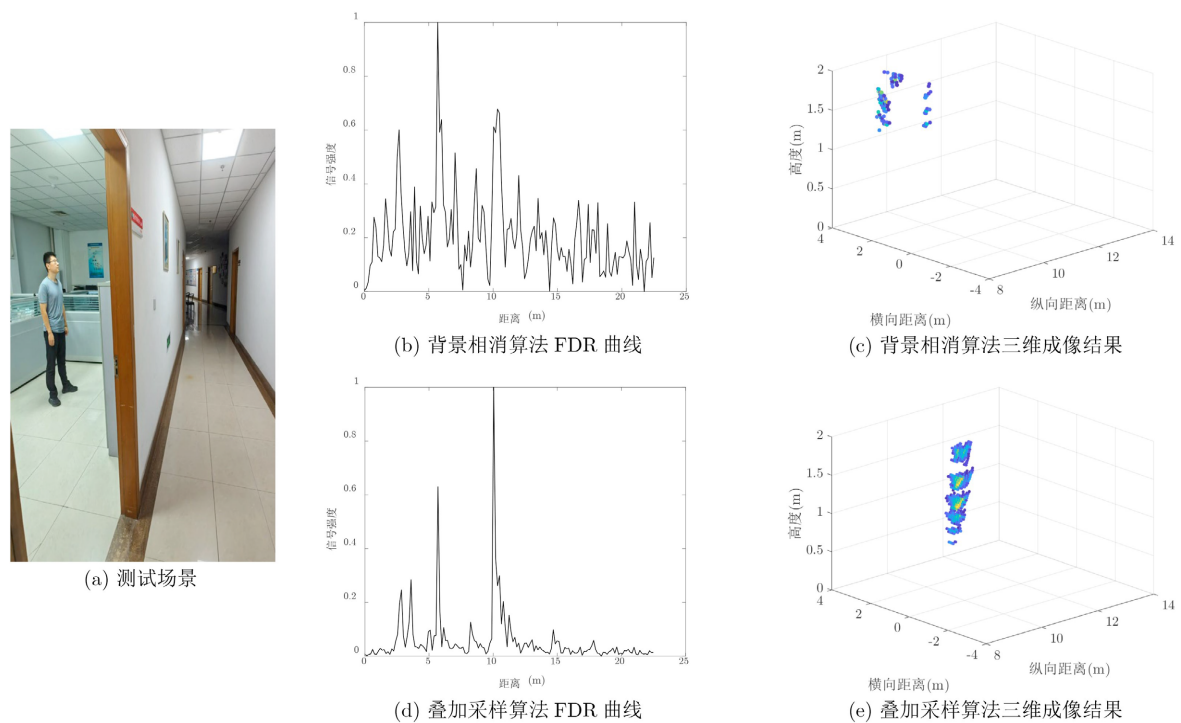 1
0.8
0.6
0.4
0.2
0
信号强度
0 5 10 15 20 25
距离 (m)
(b) 背景相消算法 FDR 曲线
2
1.5
1
0.5
0
高度(m)
4 2 0 -2 -4
8 10 12 14
横向距离(m)
纵向距离(m)
(c) 背景相消算法三维成像结果
(a) 测试场景
1
0.8
0.6
0.4
0.2
0
信号强度
0 5 10 15 20 25
距离 (m)
(d) 叠加采样算法 FDR 曲线
2
1.5
1
0.5
0
高度(m)
4 2 0 -2 -4
8 10 12 14
横向距离(m)
纵向距离(m)
(e) 叠加采样算法三维成像结果